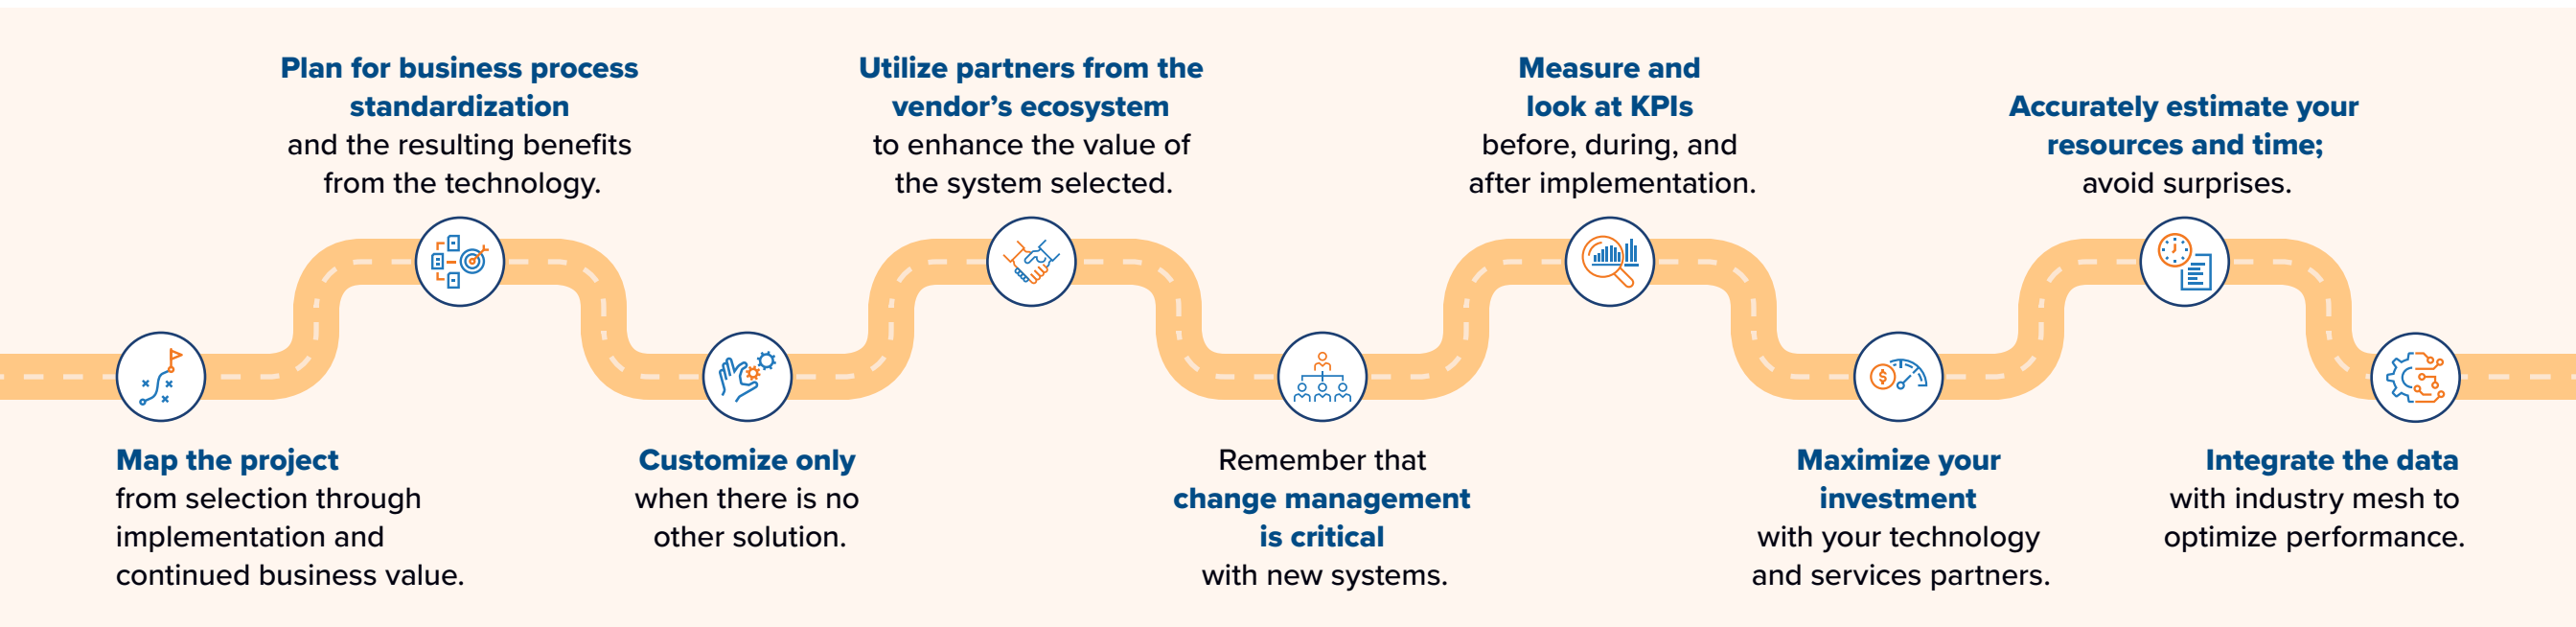 Map the project
from selection through
implementation and
continued business value.
Plan for business process
standardization
and the resulting benefits
from the technology.
Customize only
when there is no
other solution.
Utilize partners from the
vendor’s ecosystem
to enhance the value of
the system selected.
Remember that
change management
is critical
with new systems.
Measure and
look at KPIs
before, during, and
after implementation.
Maximize your
investment
with your technology
and services partners.
Accurately estimate your
resources and time;
avoid surprises.
Integrate the data
with industry mesh to
optimize performance.